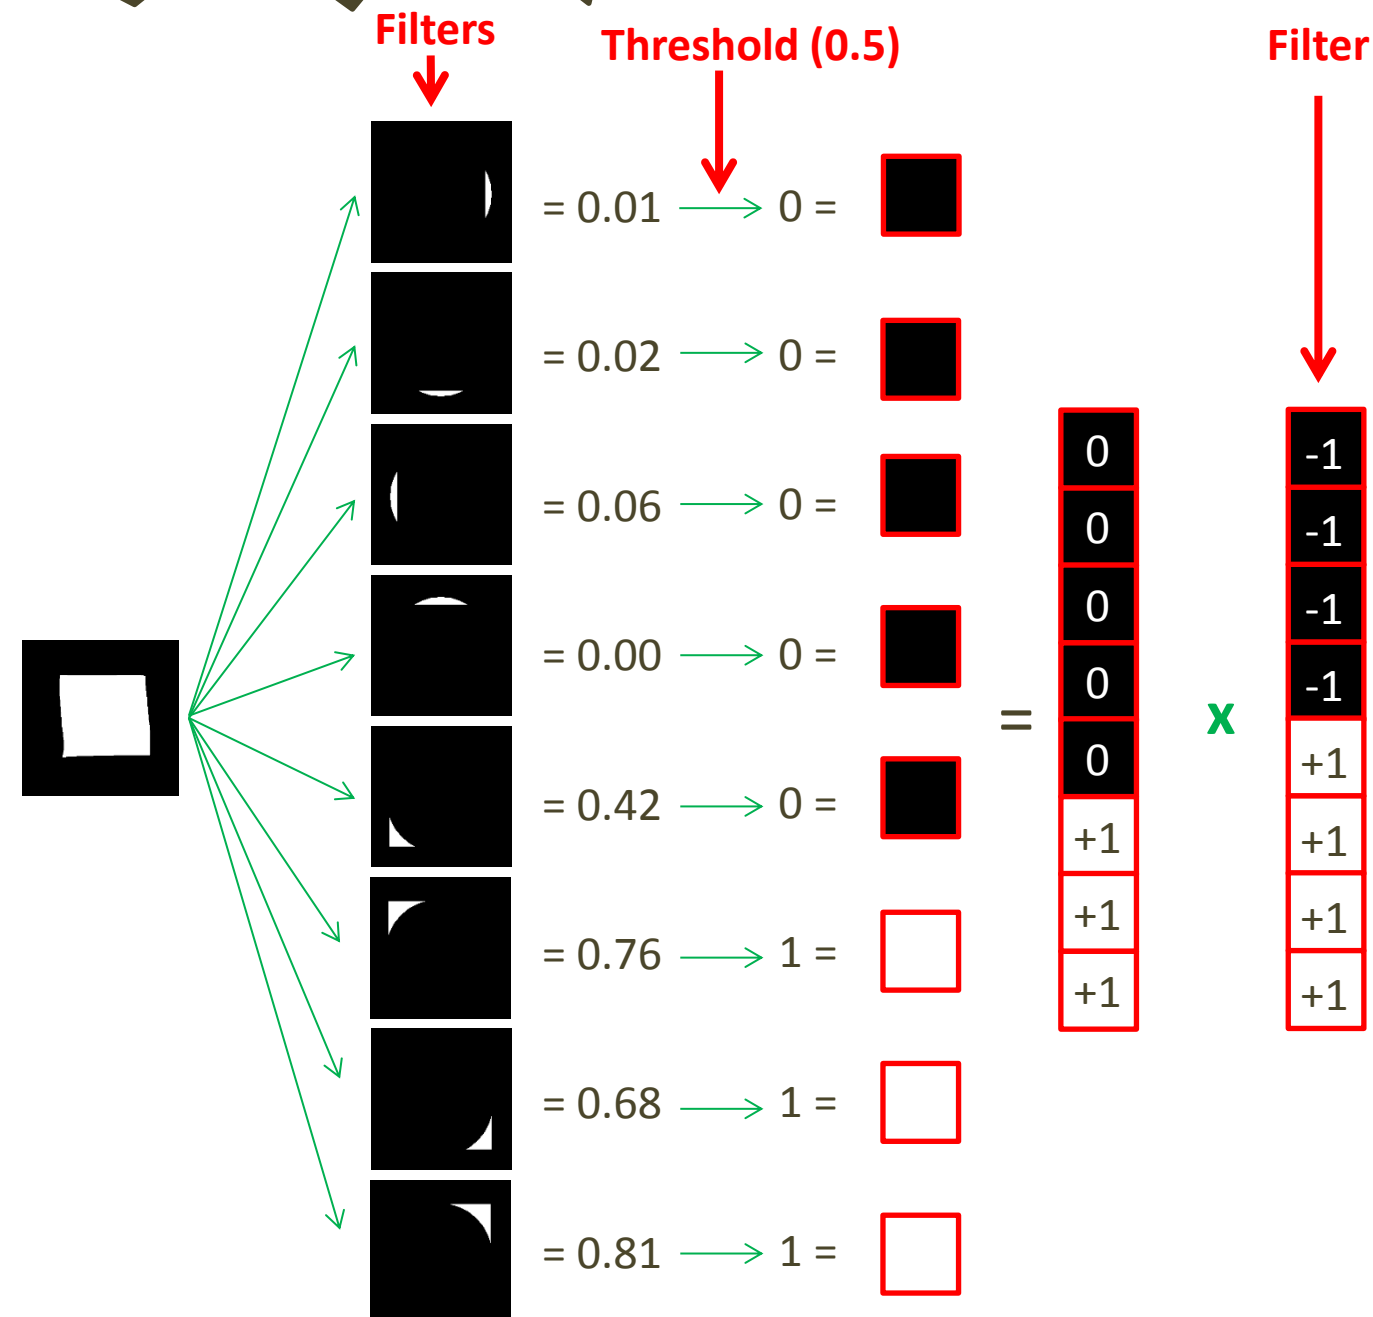 Filters
Threshold (0.5)
Filter
= 0.01 0 =
= 0.02 0 =
= 0.06 0 =
= 0.00 0 =
= 0.42 0 =
= 0.76 1 =
= 0.68 1 =
= 0.81 1 =
=
0
0
0
0
0
+1
+1
+1
x
-1
-1
-1
-1
+1
+1
+1
+1